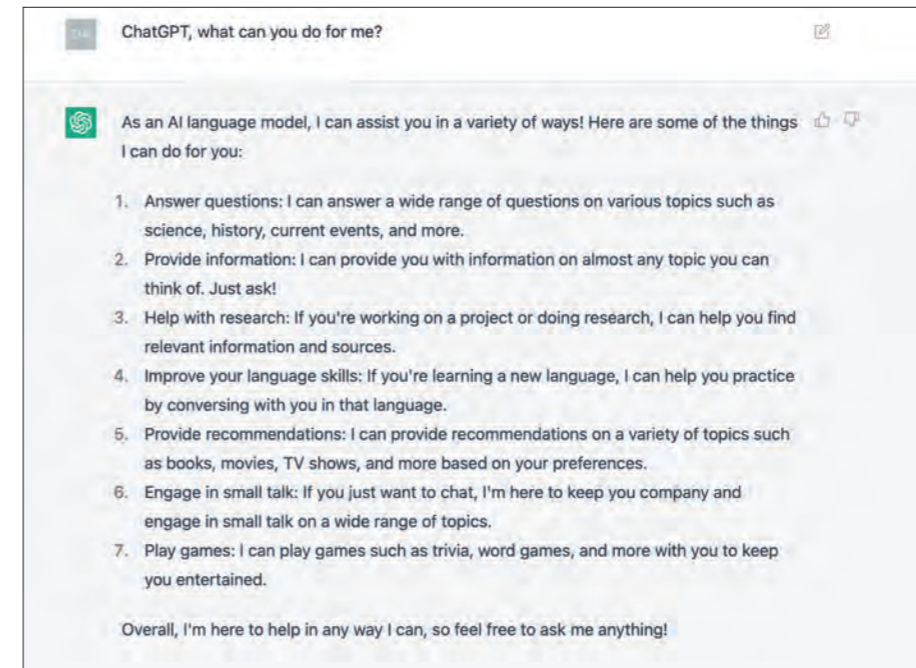 ChatGPT, what can you do for me?
As an AI language model, I can assist you in a variety of ways! Here are some of the things
I can do for you:
1. Answer questions: I can answer a wide range of questions on various topics such as
science, history, current events, and more.
2. Provide information: I can provide you with information on almost any topic you can
think of. Just ask!
3. Help with research: If you're working on a project or doing research, I can help you find
relevant information and sources.
4. Improve your language skills: If you're learning a new language, I can help you practice
by conversing with you in that language.
5. Provide recommendations: I can provide recommendations on a variety of topics such
as books, movies, TV shows, and more based on your preferences.
6. Engage in small talk: If you just want to chat, I'm here to keep you company and
engage in small talk on a wide range of topics.
7. Play games: I can play games such as trivia, word games, and more with you to keep
you entertained.
Overall, I'm here to help in any way I can, so feel free to ask me anything!